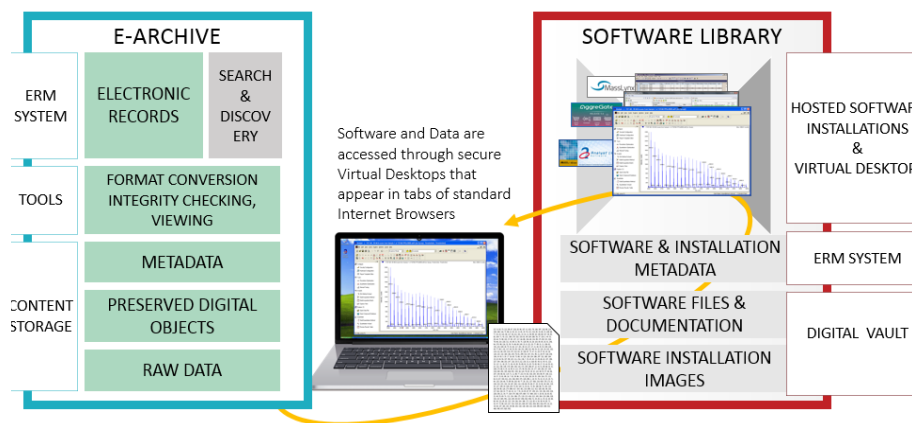 E-ARCHIVE
ERM
SYSTEM
ELECTRONIC
RECORDS
SEARCH
&
DISCOV
ERY
TOOLS
FORMAT CONVERSION
INTEGRITY CHECKING,
VIEWING
METADATA
CONTENT
STORAGE
PRESERVED DIGITAL
OBJECTS
RAW DATA
Software and Data are
accessed through secure
Virtual Desktops that
appear in tabs of standard
Internet Browsers
SOFTWARE LIBRARY
MassLynx
HOSTED SOFTWAR
INSTALLATIONS
&
VIRTUAL DESKTOP
SOFTWARE & INSTALLATION
METADATA
ERM SYSTEM
SOFTWARE FILES &
DOCUMENTATION
DIGITAL VAULT
SOFTWARE INSTALLATION
IMAGES